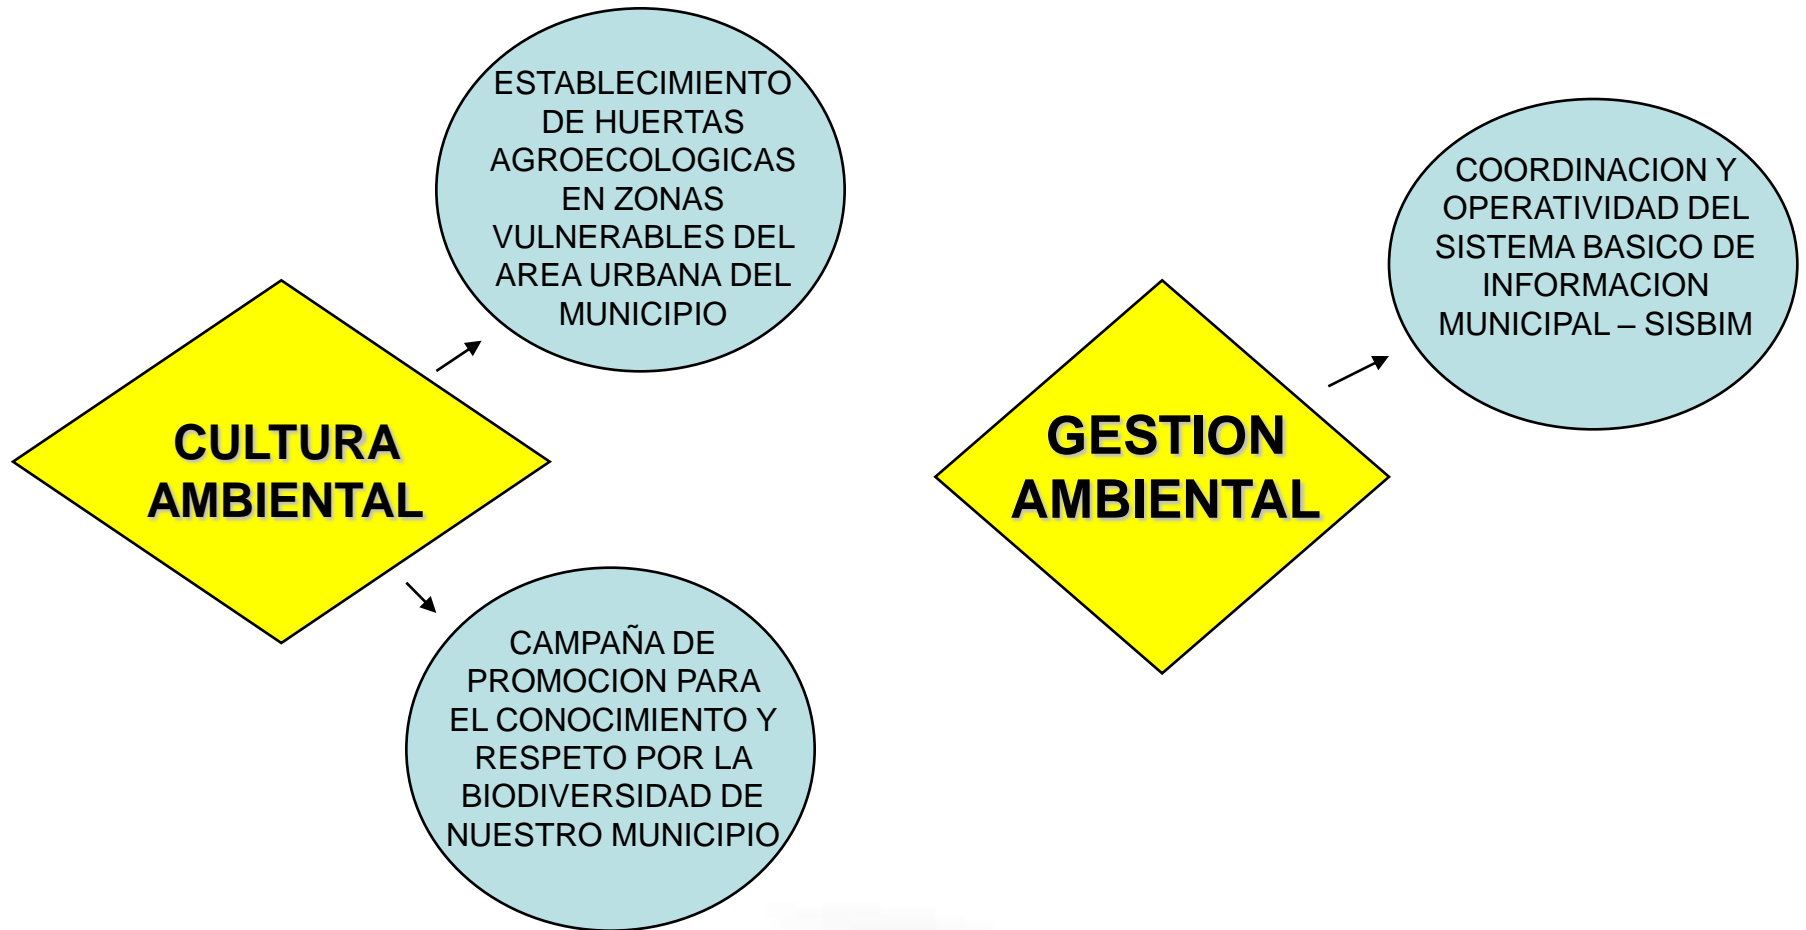 ESTABLECIMIENTO
DE HUERTAS
AGROECOLOGICAS
EN ZONAS
VULNERABLES DEL
AREA URBANA DEL
MUNICIPIO
CULTURA
AMBIENTAL
CAMPAÑA DE
PROMOCION PARA
EL CONOCIMIENTO Y
RESPETO POR LA
BIODIVERSIDAD DE
NUESTRO MUNICIPIO
COORDINACION Y
OPERATIVIDAD DEL
SISTEMA BASICO DE
INFORMACION
MUNICIPAL – SISBIM
GESTION
AMBIENTAL